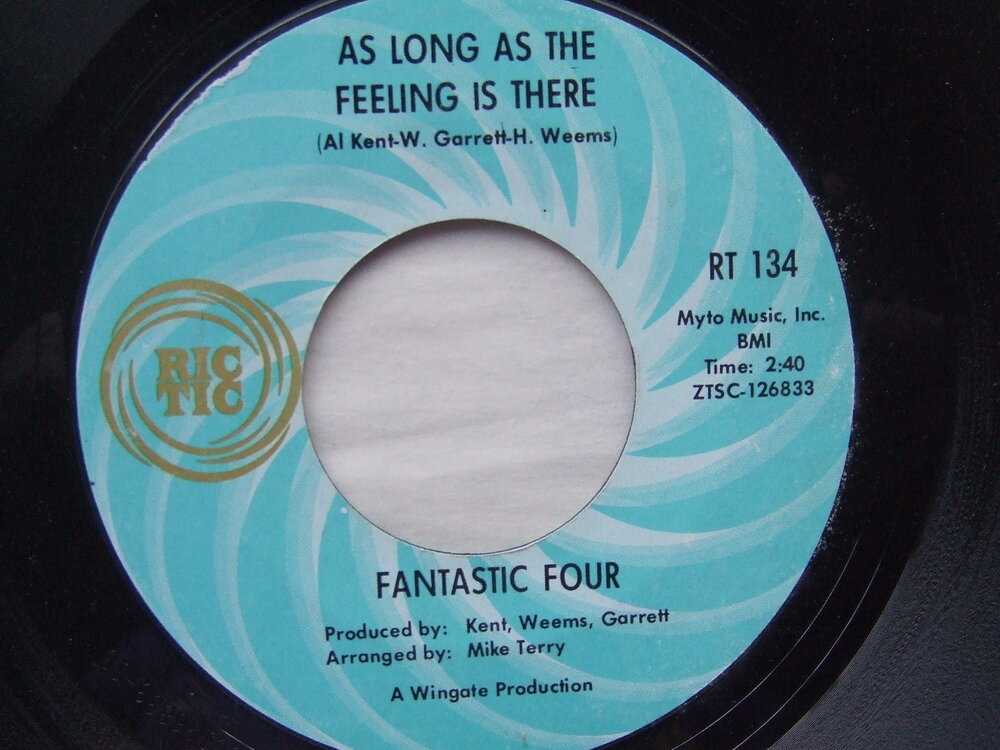 AS LONG AS THE
FEELING IS THERE
(Al Kent-W. Garrett-H. Weems)
RT 134
Myto Music, Inc.
BMI
Time: 2:40
ZTSC-126833
RIC
TIC
FANTASTIC FOUR
Produced by: Kent, Weems, Garrett
Arranged by: Mike Terry
A Wingate Production